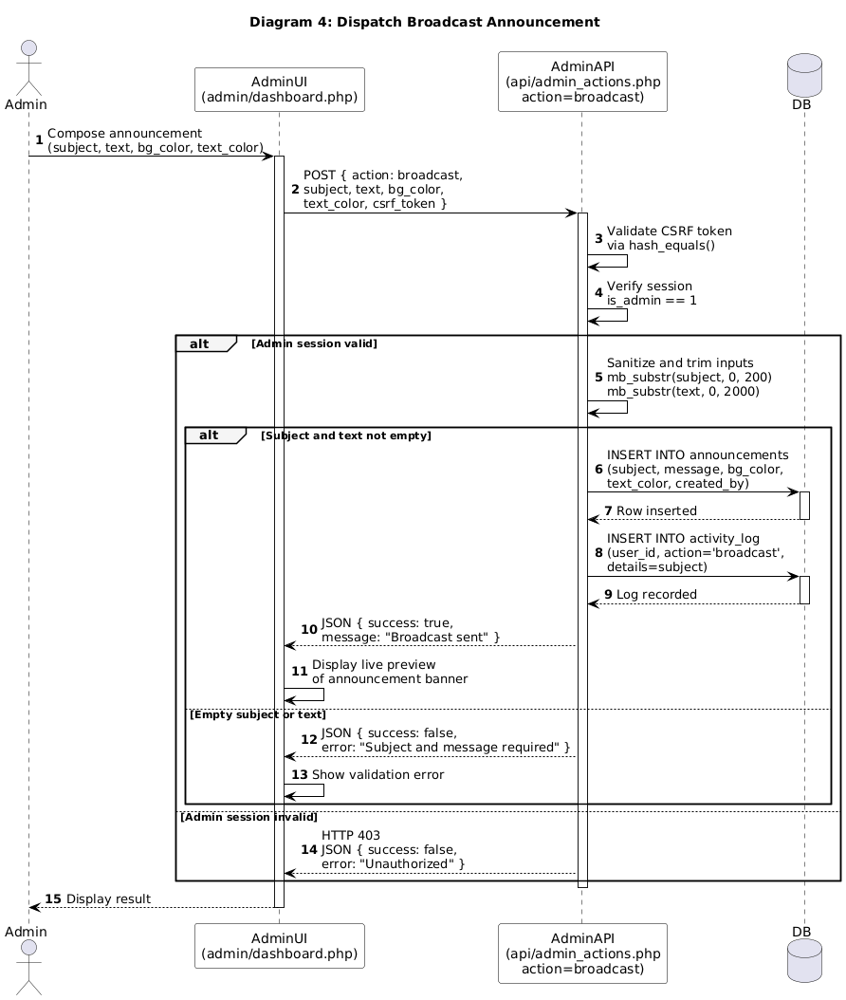 Diagram 4: Dispatch Broadcast Announcement
Admin
AdminUI
(admin/dashboard.php)
AdminAPI
(api/admin_actions.php
action=broadcast)
DB
1 Compose announcement
(subject, text, bg_color, text_color)
2 POST { action: broadcast,
subject, text, bg_color,
text_color, csrf_token }
3 Validate CSRF token
via hash_equals()
4 Verify session
is_admin == 1
alt [Admin session valid]
5 Sanitize and trim inputs
mb_substr(subject, 0, 200)
mb_substr(text, 0, 2000)
alt [Subject and text not empty]
6 INSERT INTO announcements
(subject, message, bg_color,
text_color, created_by)
7 Row inserted
8 INSERT INTO activity_log
(user_id, action='broadcast',
details=subject)
9 Log recorded
10 JSON { success: true,
message: "Broadcast sent" }
11 Display live preview
of announcement banner
[Empty subject or text]
12 JSON { success: false,
error: "Subject and message required" }
13 Show validation error
[Admin session invalid]
14 HTTP 403
JSON { success: false,
error: "Unauthorized" }
15 Display result
Admin
AdminUI
(admin/dashboard.php)
AdminAPI
(api/admin_actions.php
action=broadcast)
DB